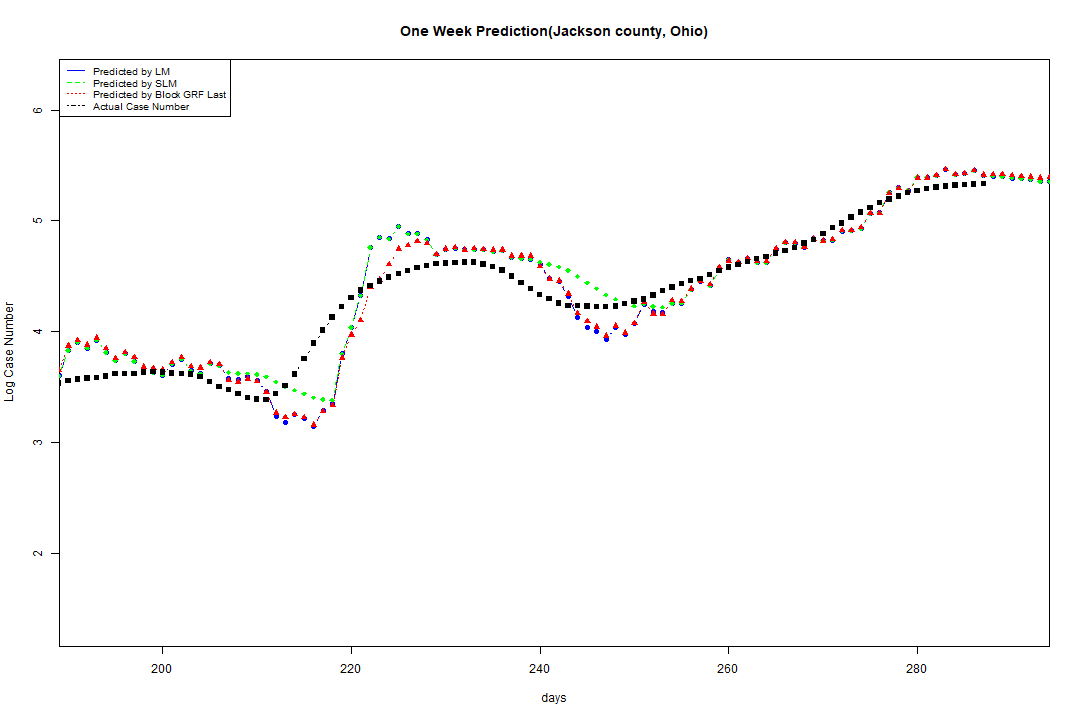 One Week Prediction(Jackson county, Ohio)
Predicted by LM
Predicted by SLM
Predicted by Block GRF Last
Actual Case Number
6
5
4
3
2
Log Case Number
200 220 240 260 280
days